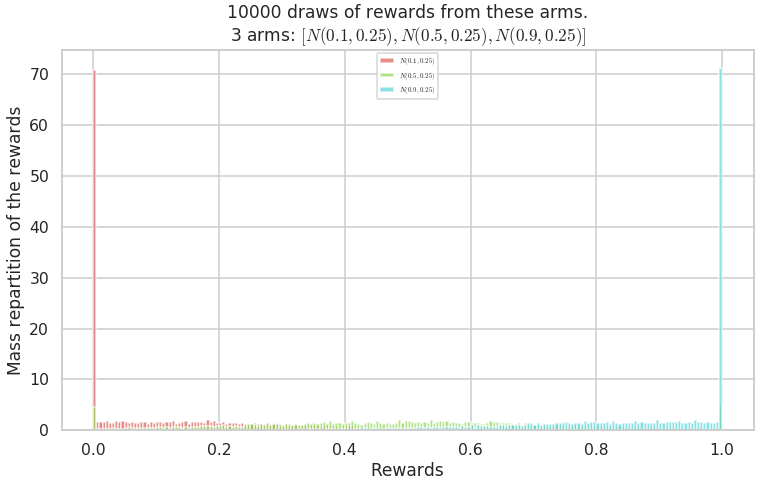 10000 draws of rewards from these arms.
3 arms: [N(0.1, 0.25), N(0.5, 0.25), N(0.9, 0.25)]
N(0.1, 0.25)
N(0.5, 0.25)
N(0.9, 0.25)
Mass repartition of the rewards
70
60
50
40
30
20
10
0
0.0 0.2 0.4 0.6 0.8 1.0
Rewards